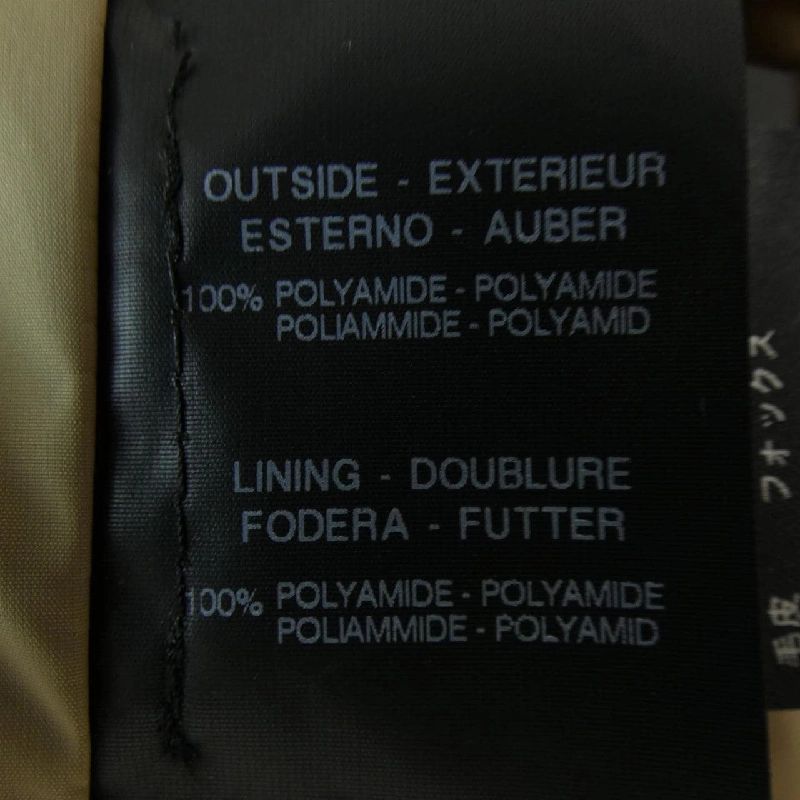 OUTSIDE - EXTERIEUR
ESTERNO - AUBER
100% POLYAMIDE - POLYAMIDE
POLIAMMIDE - POLYAMID
LINING - DOUBLURE
FODERA - FUTTER
100% POLYAMIDE - POLYAMIDE
POLIAMMIDE - POLYAMID
毛皮 フォックス